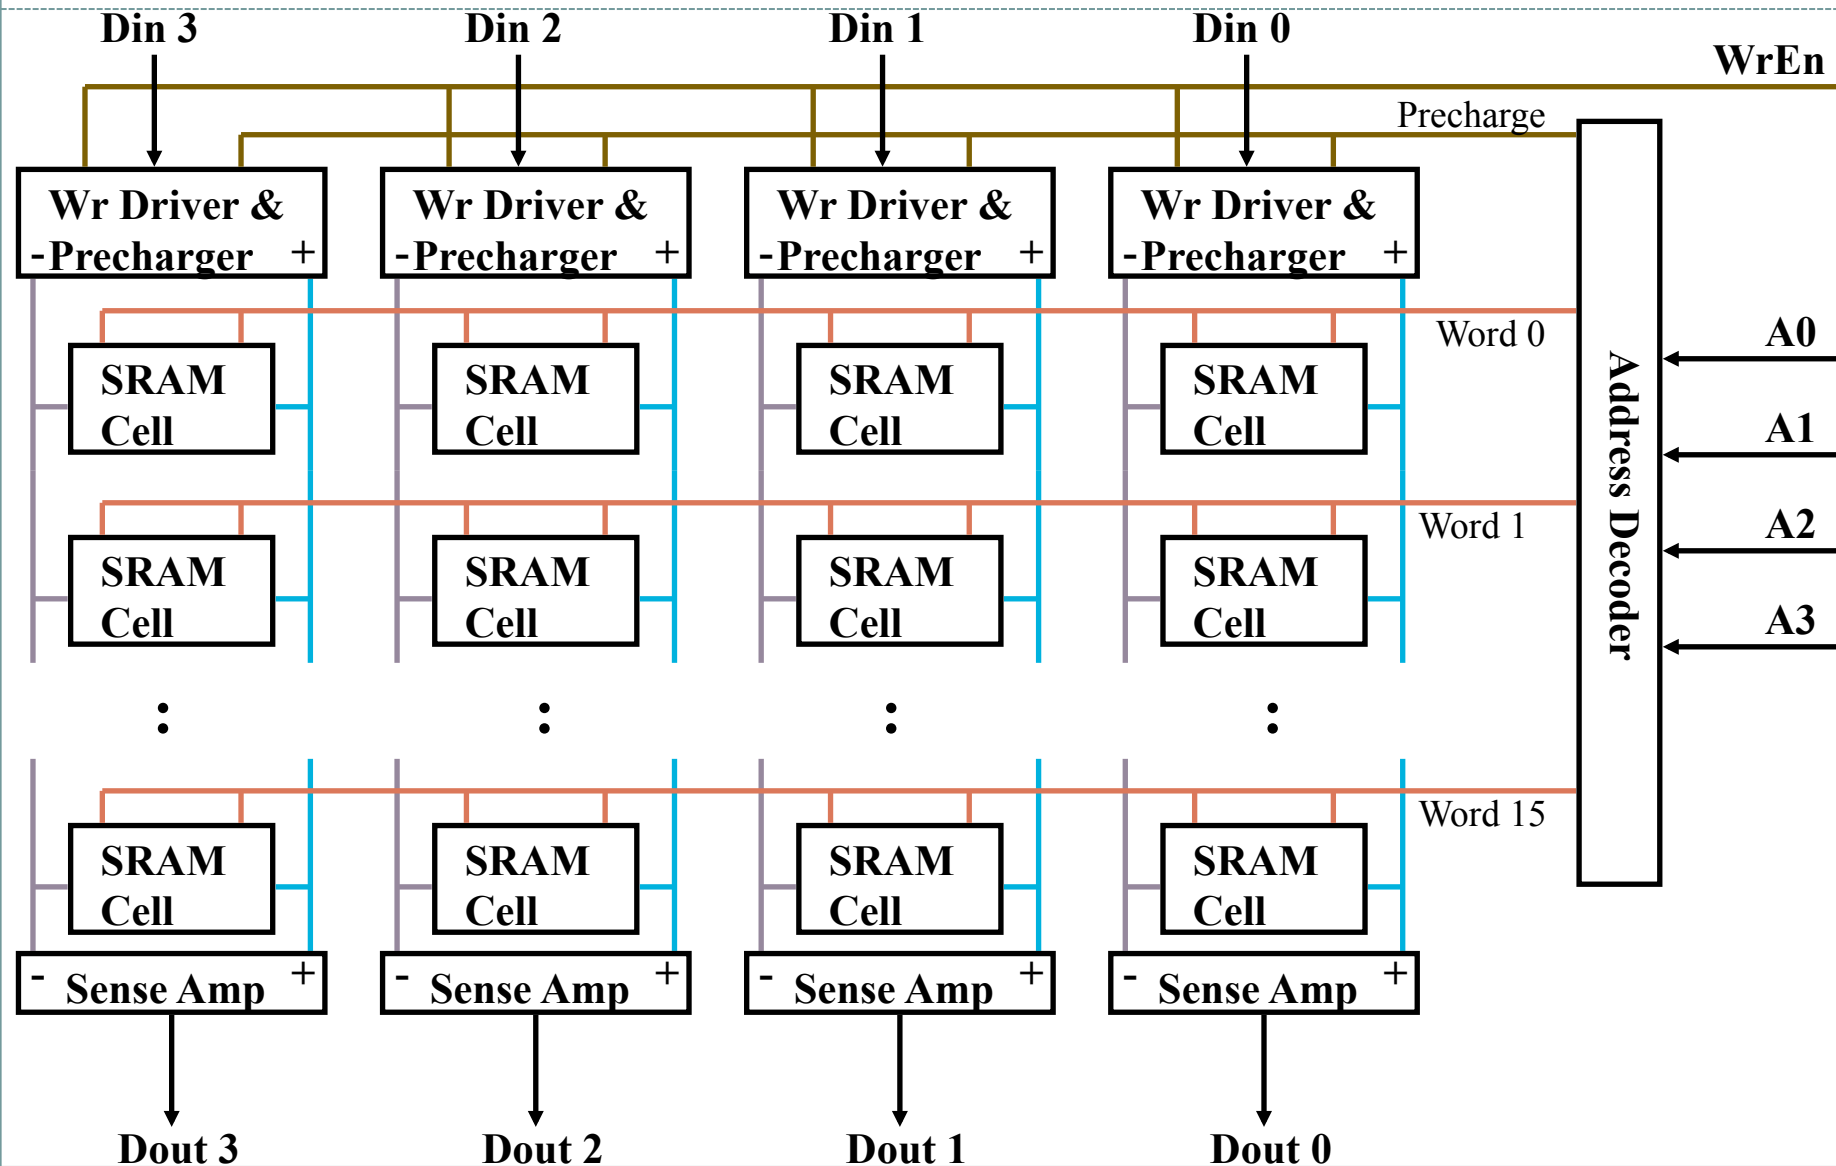 Din 3 Din 2 Din 1 Din 0
WrEn
Precharge
Wr Driver & Wr Driver & Wr Driver & Wr Driver &
-Precharger + -Precharger + -Precharger + -Precharger +
Word 0
A0
SRAM SRAM SRAM SRAM
Cell Cell Cell Cell
A1
Address Decoder
Word 1
A2
SRAM SRAM SRAM SRAM
Cell Cell Cell Cell
A3
: : : :
Word 15
SRAM SRAM SRAM SRAM
Cell Cell Cell Cell
- Sense Amp + - Sense Amp + - Sense Amp + - Sense Amp +
Dout 3 Dout 2 Dout 1 Dout 0